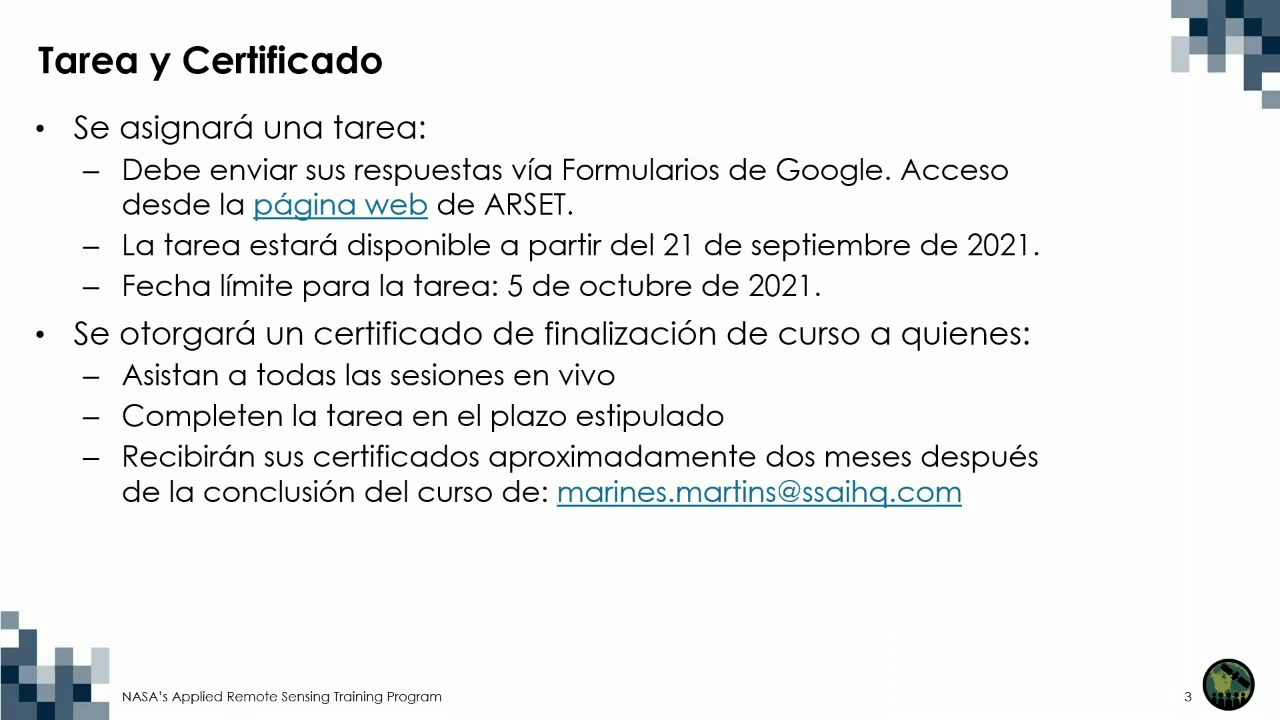 Tarea y Certificado
• Se asignará una tarea:
– Debe enviar sus respuestas vía Formularios de Google. Acceso
desde la página web de ARSET.
– La tarea estará disponible a partir del 21 de septiembre de 2021.
– Fecha límite para la tarea: 5 de octubre de 2021.
• Se otorgará un certificado de finalización de curso a quienes:
– Asistan a todas las sesiones en vivo
– Completen la tarea en el plazo estipulado
– Recibirán sus certificados aproximadamente dos meses después
de la conclusión del curso de: marines.martins@ssaihq.com
NASA's Applied Remote Sensing Training Program
3